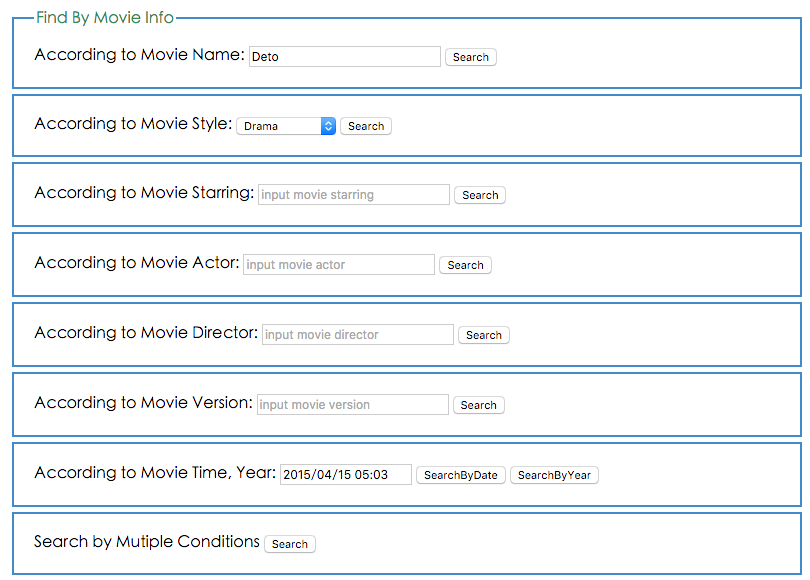 Find By Movie Info
According to Movie Name: Deto Search
According to Movie Style: Drama Search
According to Movie Starring: input movie starring Search
According to Movie Actor: input movie actor Search
According to Movie Director: input movie director Search
According to Movie Version: input movie version Search
According to Movie Time, Year: 2015/04/15 05:03 SearchByDate SearchByYear
Search by Mutiple Conditions Search